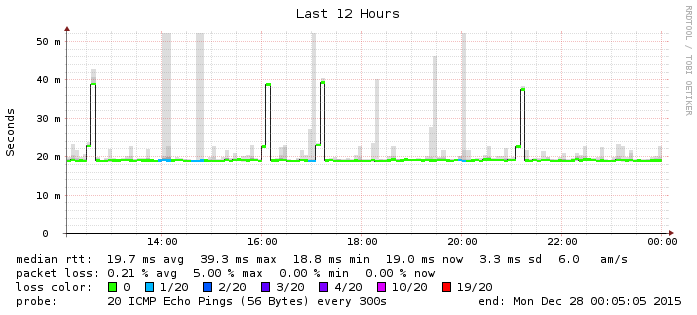 Last 12 Hours
RRDTOOL / TOBI OETIKER
Seconds
50 m
40 m
30 m
20 m
10 m
0
14:00 16:00 18:00 20:00 22:00 00:00
median rtt: 19.7 ms avg 39.3 ms max 18.8 ms min 19.0 ms now 3.3 ms sd 6.0 am/s
packet loss: 0.21 % avg 5.00 % max 0.00 % min 0.00 % now
loss color: 0 1/20 2/20 3/20 4/20 10/20 19/20
probe: 20 ICMP Echo Pings (56 Bytes) every 300s end: Mon Dec 28 00:05:05 2015